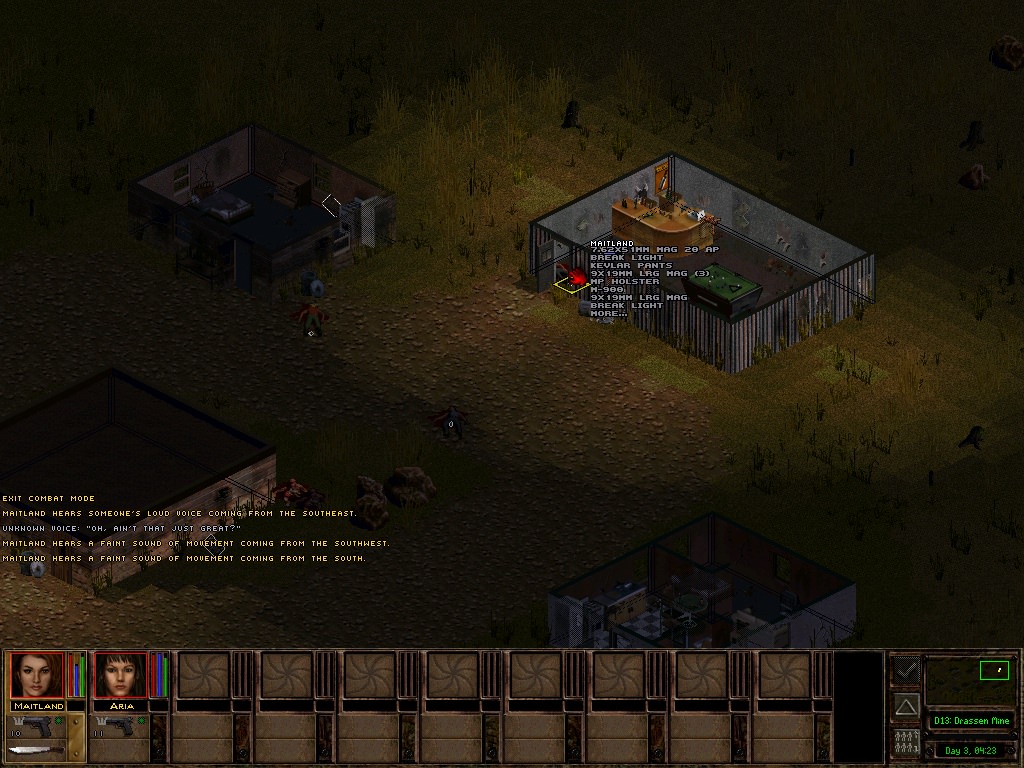 MAITLAND
7.62X51MM MAG 20 AP
BREAK LIGHT
KEVLAR PANTS
9X19MM LRG MAG (3)
MP HOLSTER
M-900
9X19MM LRG MAG
BREAK LIGHT
MORE...
EXIT COMBAT MODE
MAITLAND HEARS SOMEONE'S LOUD VOICE COMING FROM THE SOUTHEAST.
UNKNOWN VOICE: "OH, AIN'T THAT JUST GREAT?"
MAITLAND HEARS A FAINT SOUND OF MOVEMENT COMING FROM THE SOUTHWEST.
MAITLAND HEARS A FAINT SOUND OF MOVEMENT COMING FROM THE SOUTH.
MAITLAND
ARIA
10
11
D13: Drassen Mine
Day 3, 04:23